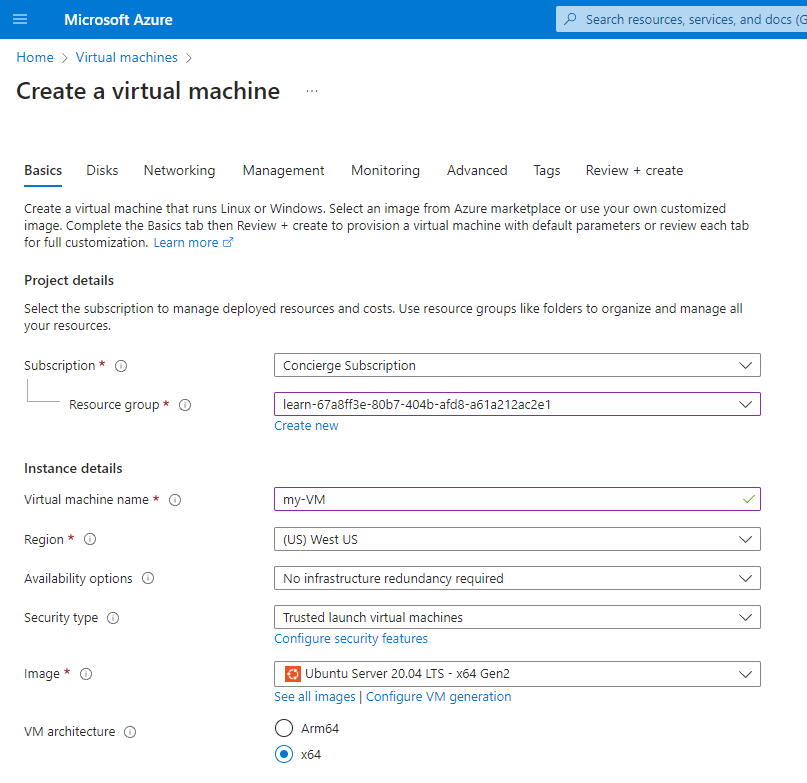 Microsoft Azure
Search resources, services, and docs (G
Home > Virtual machines >
Create a virtual machine ...
Basics Disks Networking Management Monitoring Advanced Tags Review + create
Create a virtual machine that runs Linux or Windows. Select an image from Azure marketplace or use your own customized
image. Complete the Basics tab then Review + create to provision a virtual machine with default parameters or review each tab
for full customization. Learn more
Project details
Select the subscription to manage deployed resources and costs. Use resource groups like folders to organize and manage all
your resources.
Subscription * Concierge Subscription
Resource group * learn-67a8ff3e-80b7-404b-afd8-a61a212ac2e1
Create new
Instance details
Virtual machine name * my-VM
Region * (US) West US
Availability options No infrastructure redundancy required
Security type Trusted launch virtual machines
Configure security features
Image * Ubuntu Server 20.04 LTS - x64 Gen2
See all images | Configure VM generation
VM architecture Arm64
x64